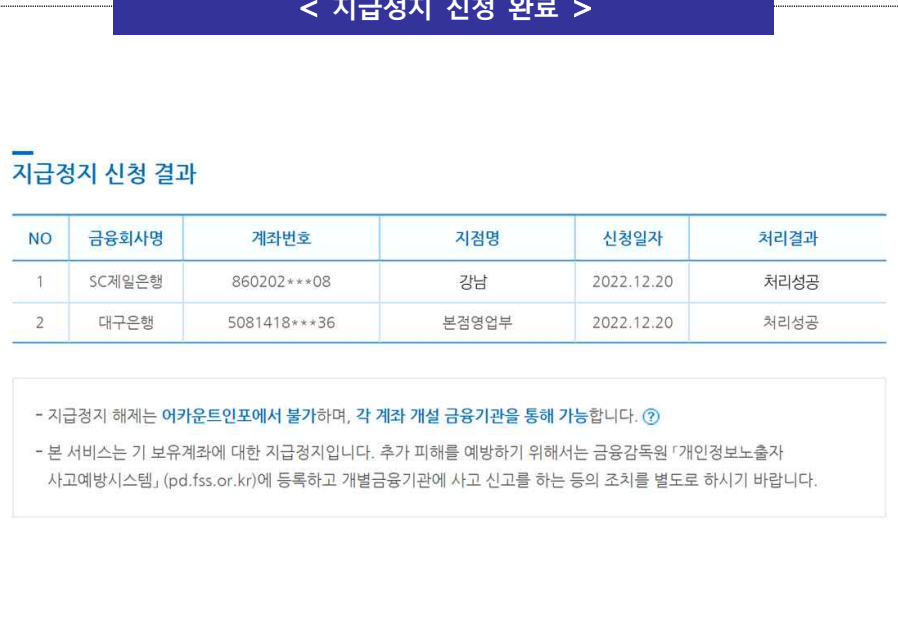 < 지급정지 신청 완료 >
지급정지 신청 결과
NO 금융회사명 계좌번호 지점명 신청일자 처리결과
1 SC제일은행 860202***08 강남 2022.12.20 처리성공
2 대구은행 5081418***36 본점영업부 2022.12.20 처리성공
- 지급정지 해제는 어카운트인포에서 불가하며, 각 계좌 개설 금융기관을 통해 가능합니다. ?
- 본 서비스는 기 보유계좌에 대한 지급정지입니다. 추가 피해를 예방하기 위해서는 금융감독원 「개인정보노출자
사고예방시스템」 (pd.fss.or.kr)에 등록하고 개별금융기관에 사고 신고를 하는 등의 조치를 별도로 하시기 바랍니다.